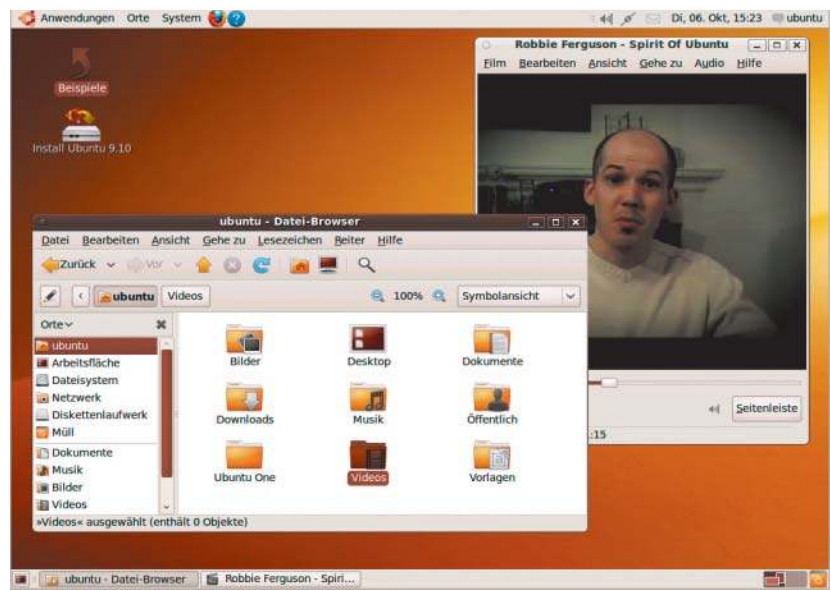 Anwendungen Orte System
Di, 06. Okt, 15:23 ubuntu
Beispiele
Install Ubuntu 9.10
Robbie Ferguson - Spirit Of Ubuntu
Film Bearbeiten Ansicht Gehe zu Audio Hilfe
Seitenleiste
:15
ubuntu - Datei-Browser
Datei Bearbeiten Ansicht Gehe zu Lesezeichen Reiter Hilfe
Zurück Vor
ubuntu Videos 100% Symbolansicht
Orte
ubuntu
Arbeitsfläche
Dateisystem
Netzwerk
Diskettenlaufwerk
Müll
Dokumente
Musik
Bilder
Videos
Bilder Desktop Dokumente
Downloads Musik Öffentlich
Ubuntu One Videos Vorlagen
»Videos« ausgewählt (enthält 0 Objekte)
ubuntu - Datei-Browser Robbie Ferguson - Spiri...